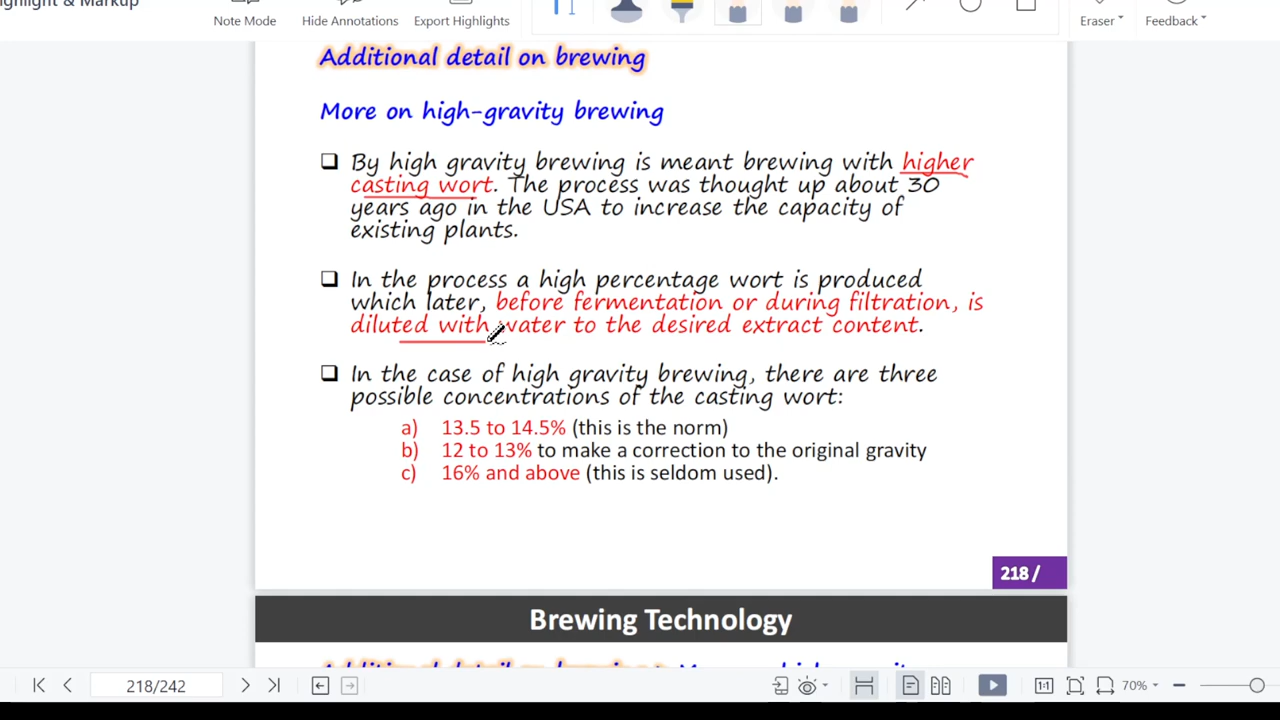 Highlight & Markup
Note Mode
Hide Annotations
Export Highlights
Eraser
Feedback
Additional detail on brewing
More on high-gravity brewing
By high gravity brewing is meant brewing with higher
casting wort. The process was thought up about 30
years ago in the USA to increase the capacity of
existing plants.
In the process a high percentage wort is produced
which later, before fermentation or during filtration, is
diluted with water to the desired extract content.
In the case of high gravity brewing, there are three
possible concentrations of the casting wort:
a) 13.5 to 14.5% (this is the norm)
b) 12 to 13% to make a correction to the original gravity
c) 16% and above (this is seldom used).
218 /
Brewing Technology
218/242
1:1
70%